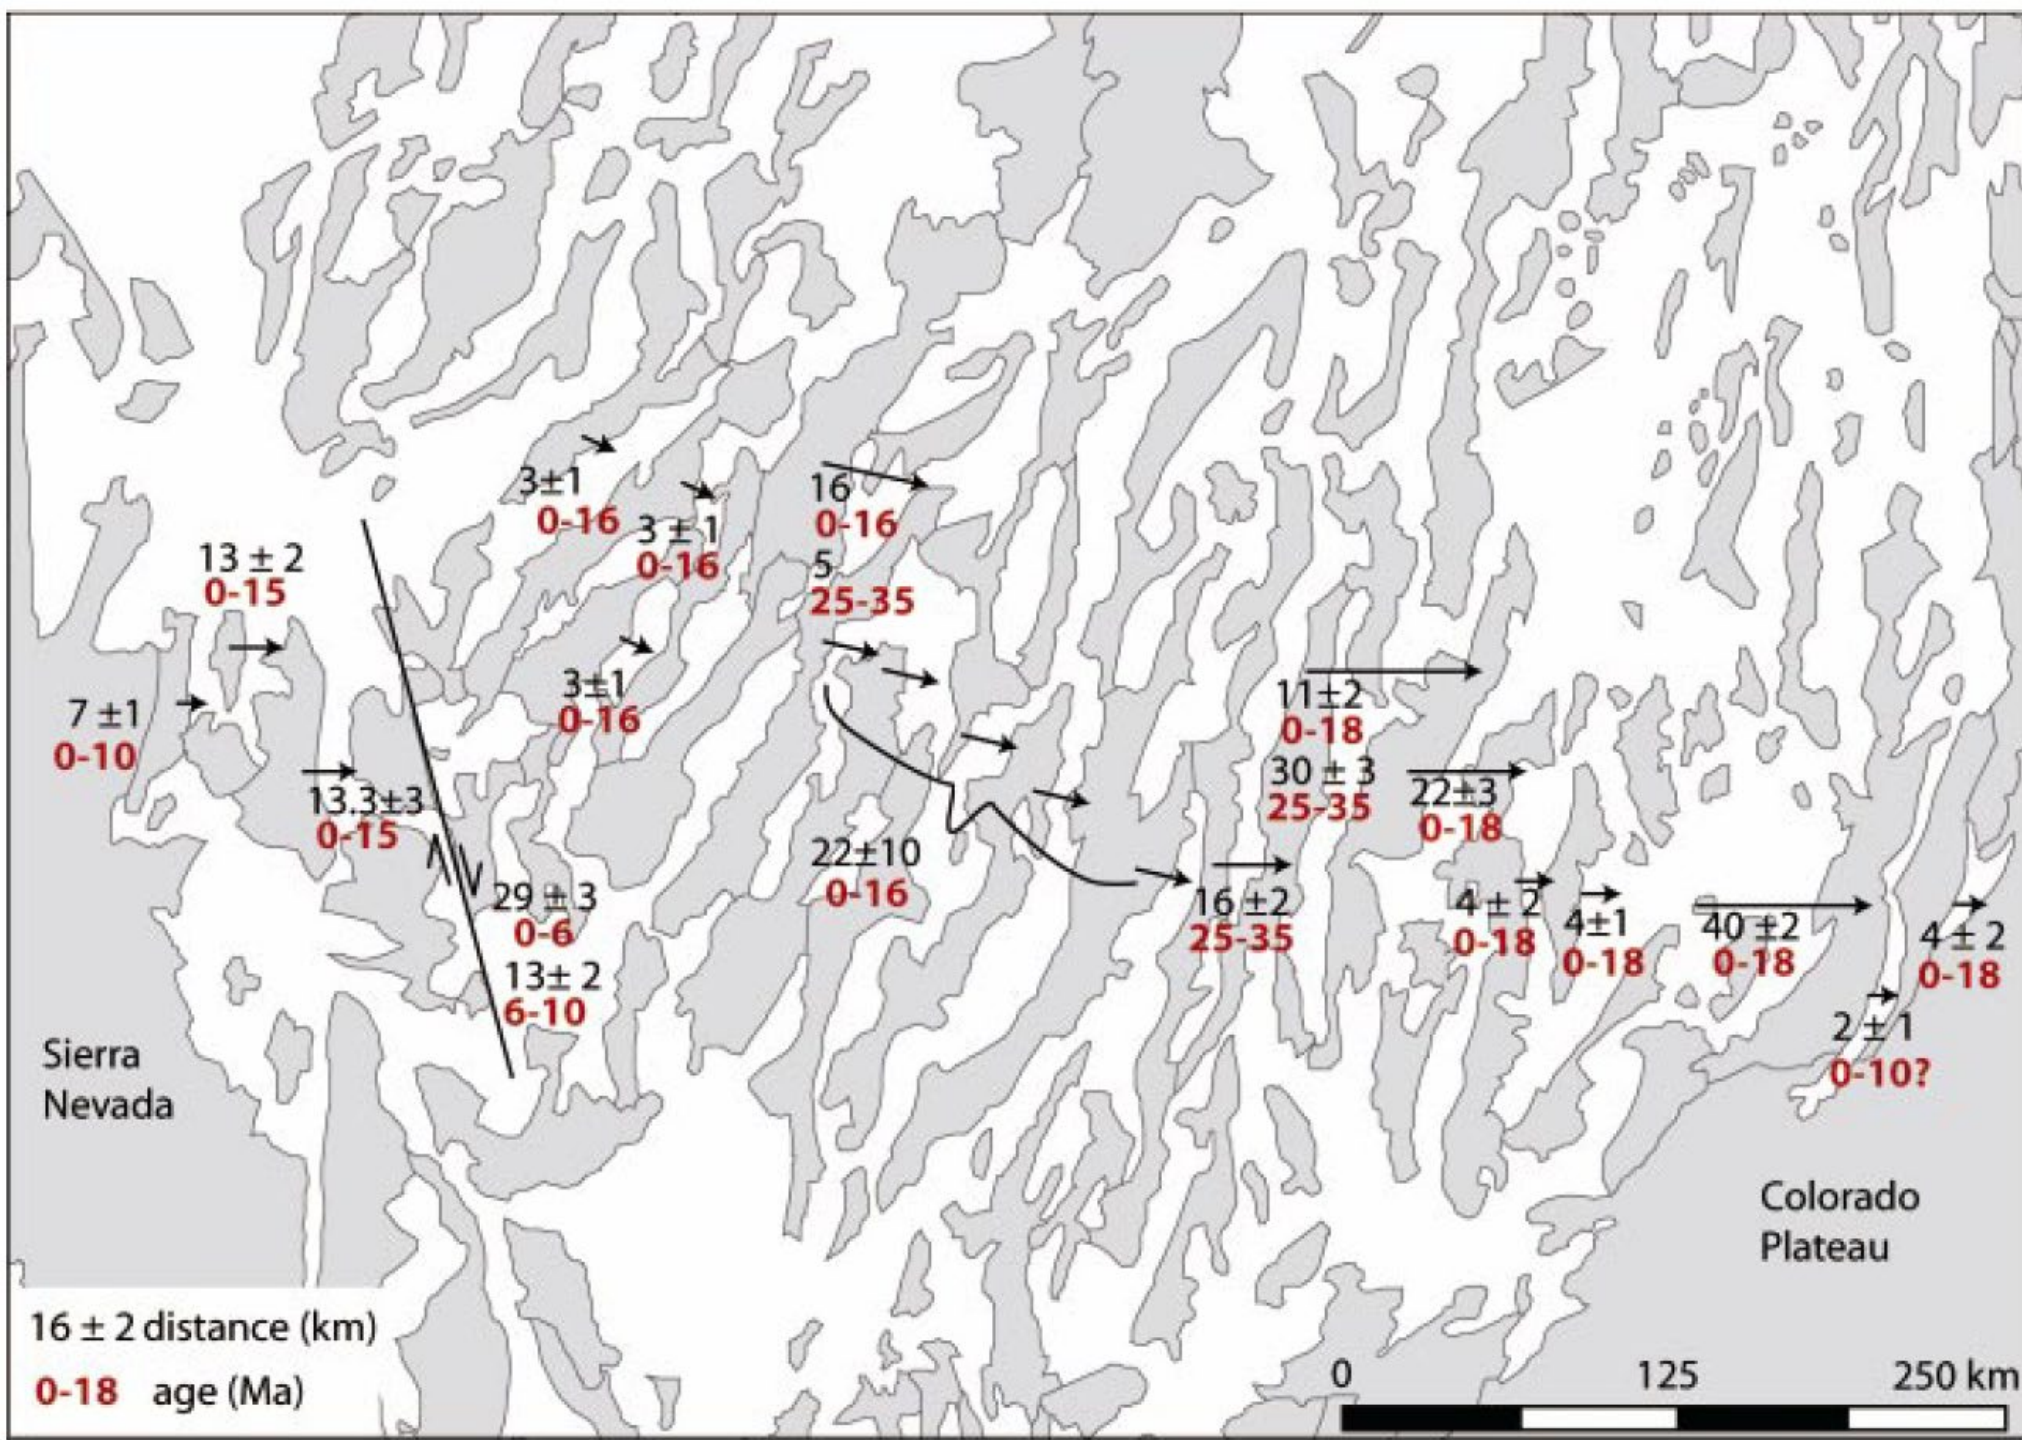 3±1
0-16
3 ± 1
0-16
16
0-16
5
25-35
13 ± 2
0-15
7 ±1
0-10
3±1
0-16
13.3±3
0-15
11±2
0-18
30 ± 3
25-35
22±3
0-18
22±10
0-16
29 ± 3
0-6
13± 2
6-10
16 ±2
25-35
4 ± 2
0-18
4±1
0-18
40 ±2
0-18
4 ± 2
0-18
2 ± 1
0-10?
Sierra
Nevada
Colorado
Plateau
16 ± 2 distance (km)
0-18 age (Ma)
0 125 250 km